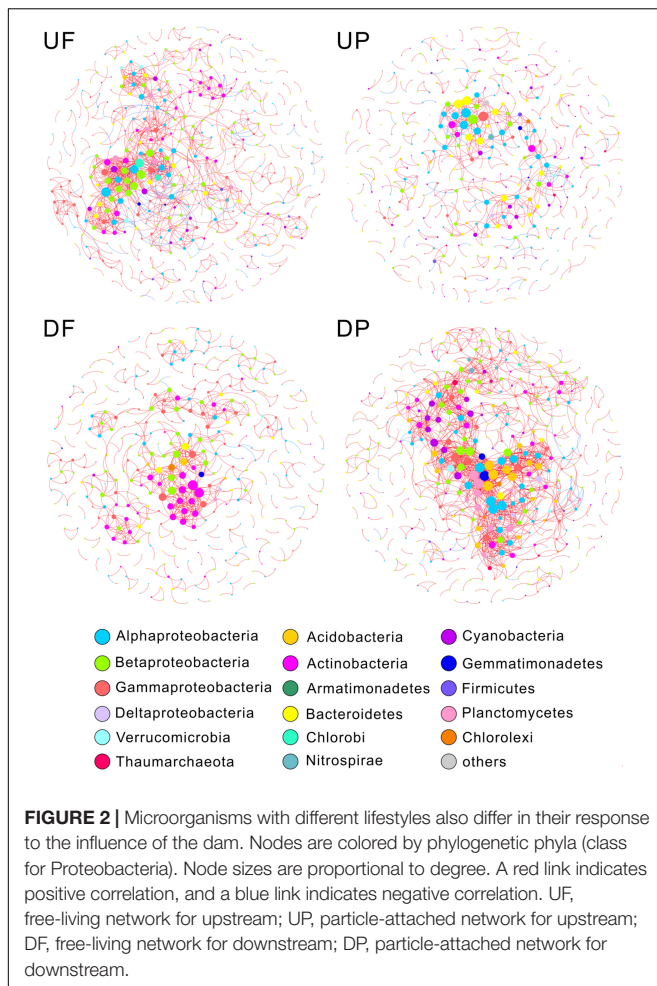 UF
UP
DF
DP
Alphaproteobacteria
Acidobacteria
Cyanobacteria
Betaproteobacteria
Actinobacteria
Gemmatimonadetes
Gammaproteobacteria
Armatimonadetes
Firmicutes
Deltaproteobacteria
Bacteroidetes
Planctomycetes
Verrucomicrobia
Chlorobi
Chlorolexi
Thaumarchaeota
Nitrospirae
others
FIGURE 2 | Microorganisms with different lifestyles also differ in their response
to the influence of the dam. Nodes are colored by phylogenetic phyla (class
for Proteobacteria). Node sizes are proportional to degree. A red link indicates
positive correlation, and a blue link indicates negative correlation. UF,
free-living network for upstream; UP, particle-attached network for upstream;
DF, free-living network for downstream; DP, particle-attached network for
downstream.